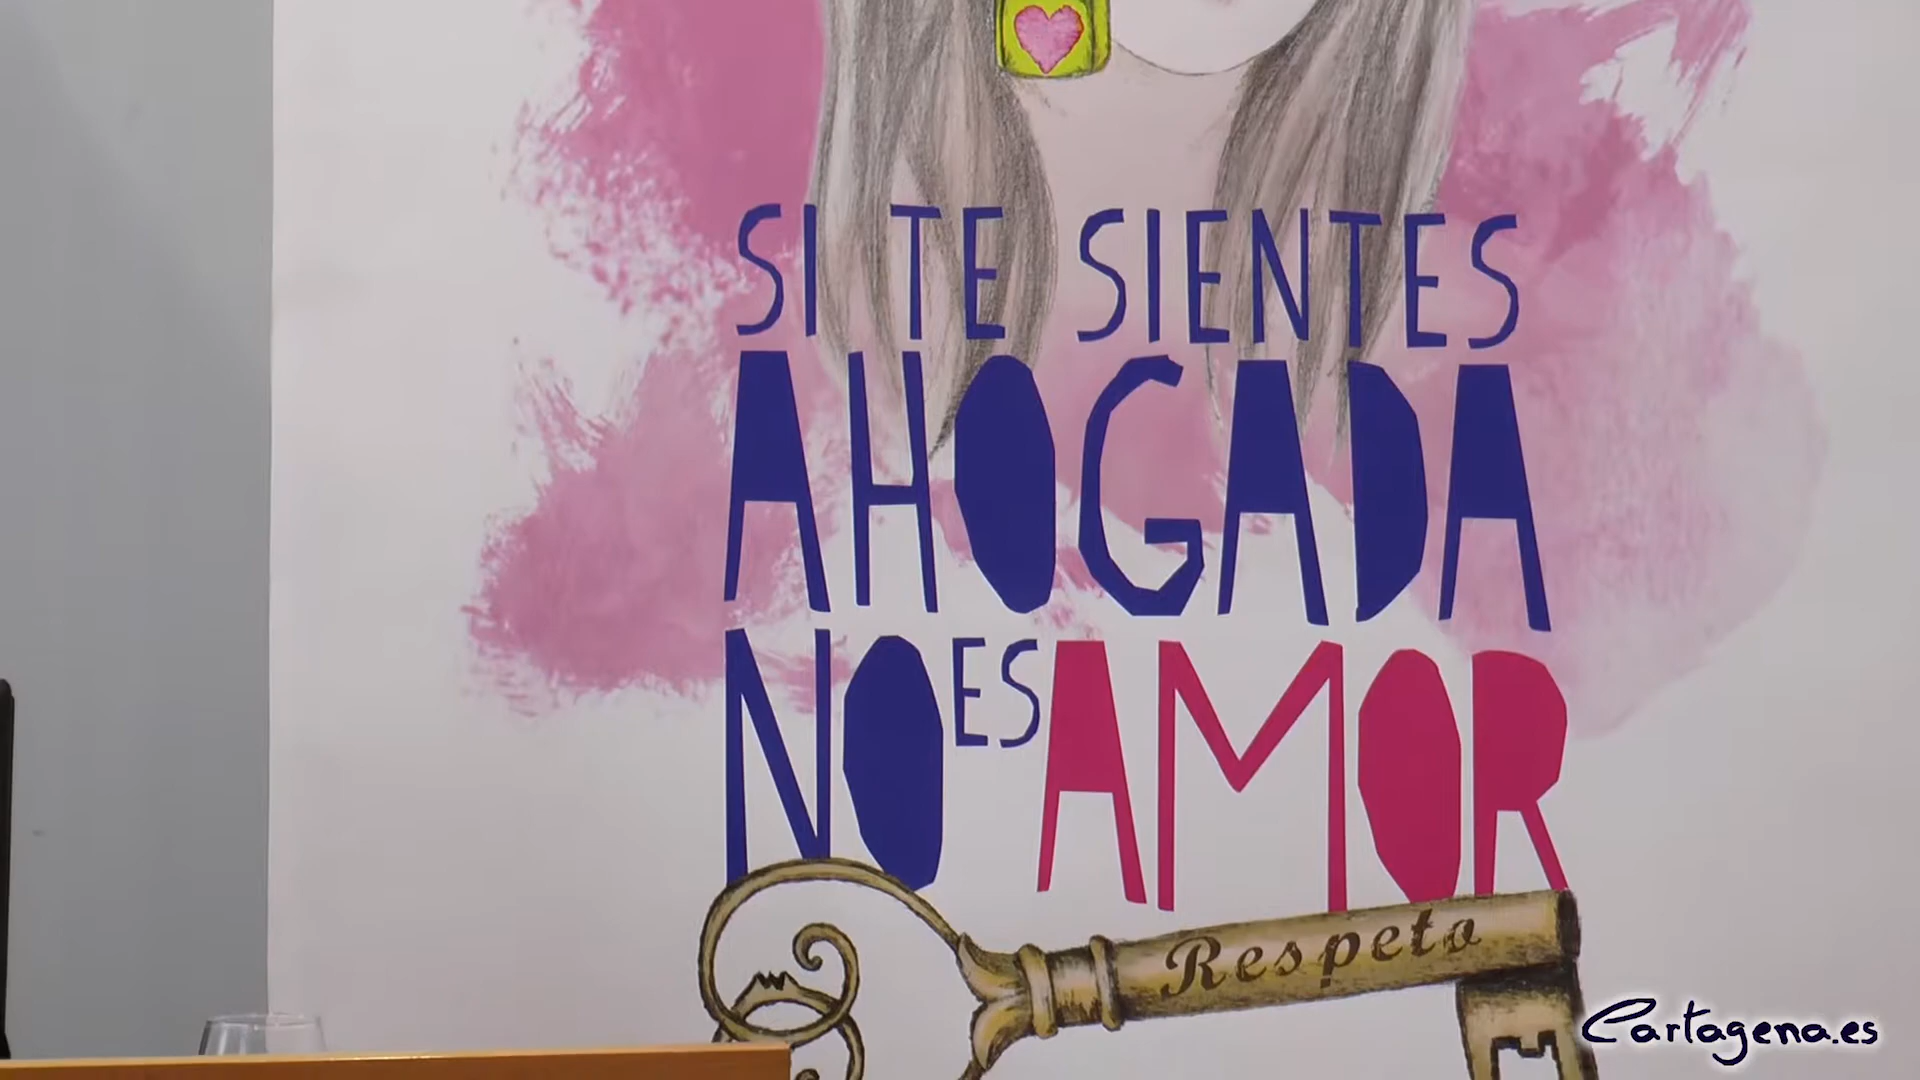 SI TE SIENTES
AHOGADA
NO ES AMOR
Respeto
Cartagena.es